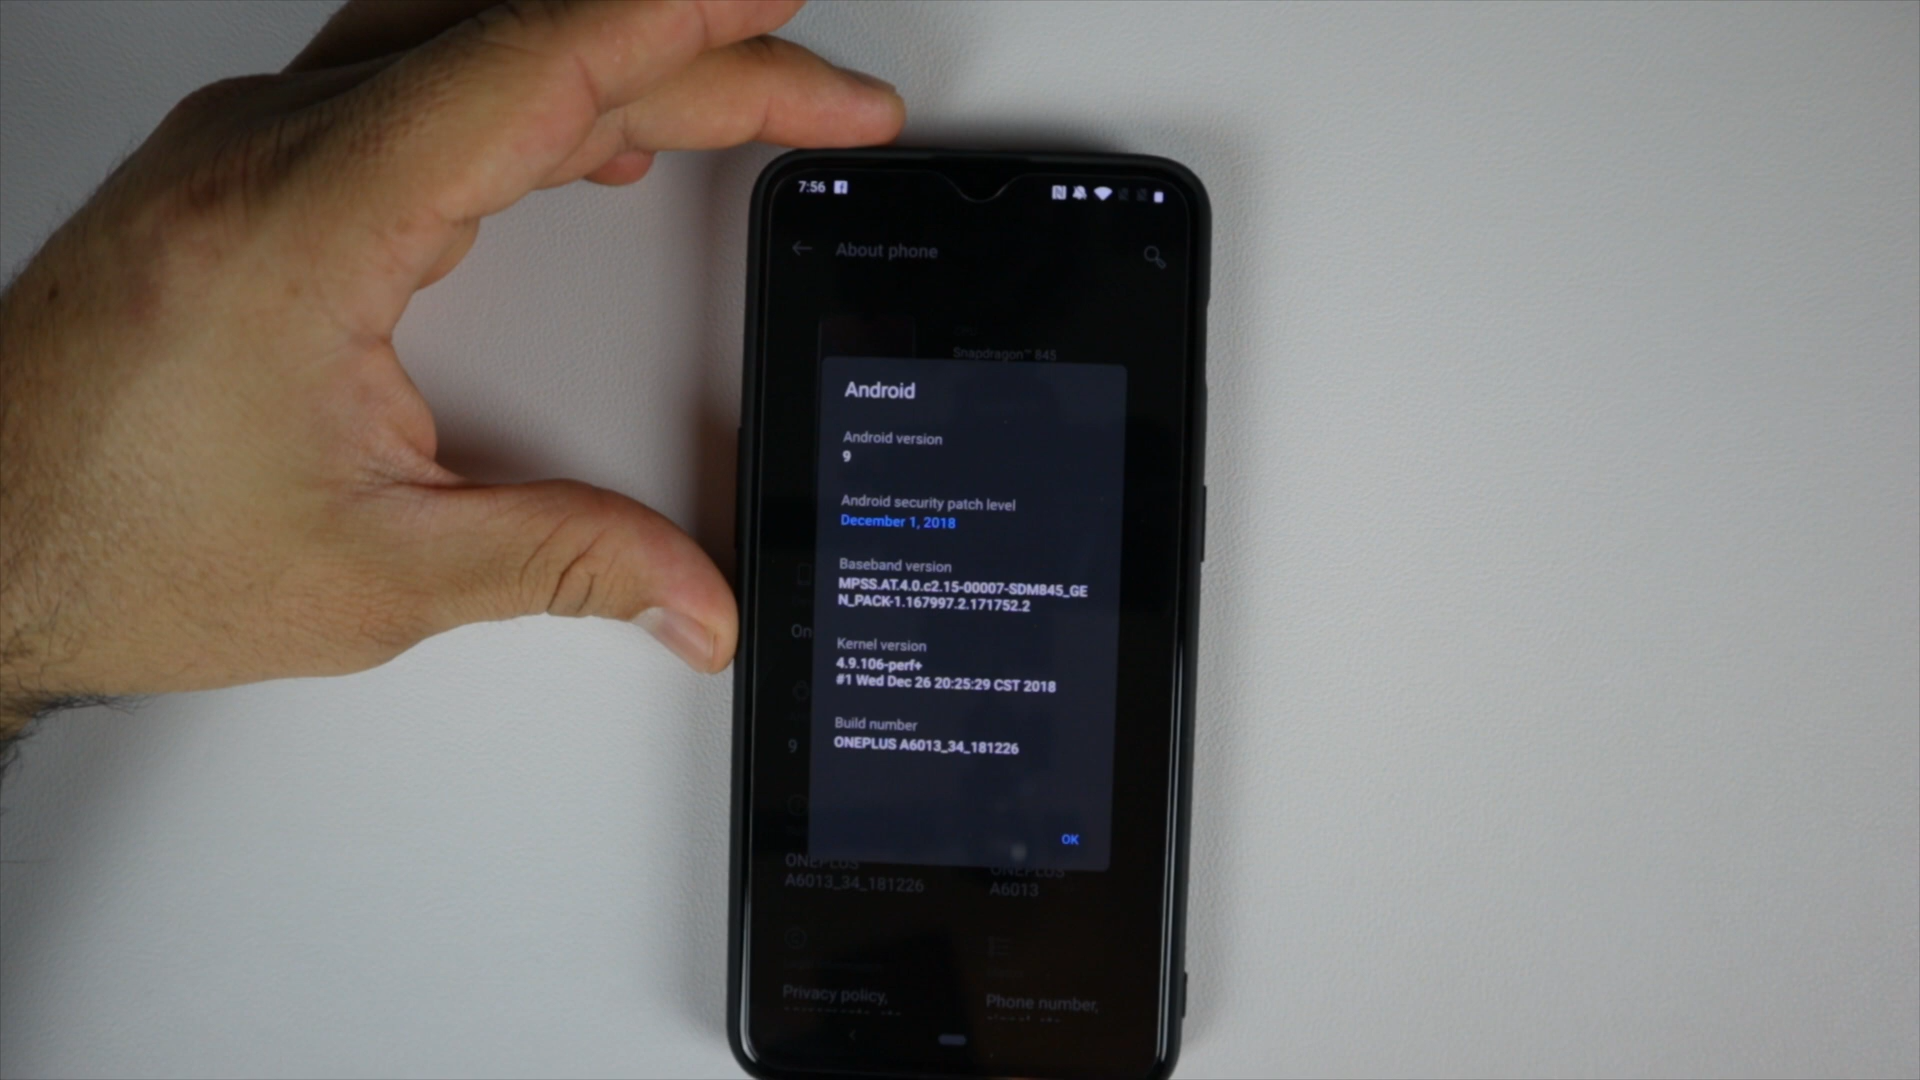 7:56
About phone
Snapdragon™ 845
Android
Android version
9
Android security patch level
December 1, 2018
Baseband version
MPSS.AT.4.0.c2.15-00007-SDM845_GE
N_PACK-1.167997.2.171752.2
Kernel version
4.9.106-perf+
#1 Wed Dec 26 20:25:29 CST 2018
Build number
ONEPLUS A6013_34_181226
OK
On
9
ONEPLUS
A6013_34_181226
ONEPLUS
A6013
Privacy policy,
Phone number,